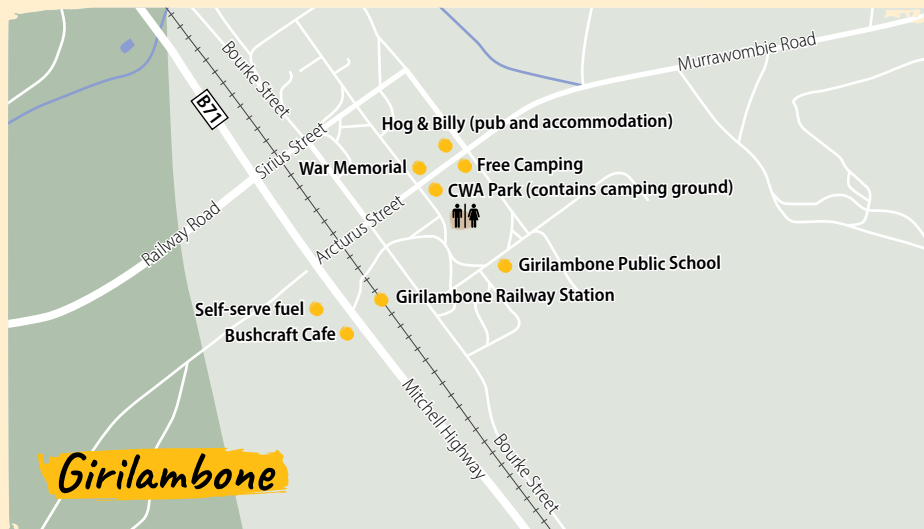 Bourke Street
Murrawombie Road
B71
Hog & Billy (pub and accommodation)
Sirius Street
War Memorial
Free Camping
CWA Park (contains camping ground)
Railway Road
Arcturus Street
Girilambone Public School
Girilambone Railway Station
Self-serve fuel
Bushcraft Cafe
Mitchell Highway
Bourke Street
Girilambone